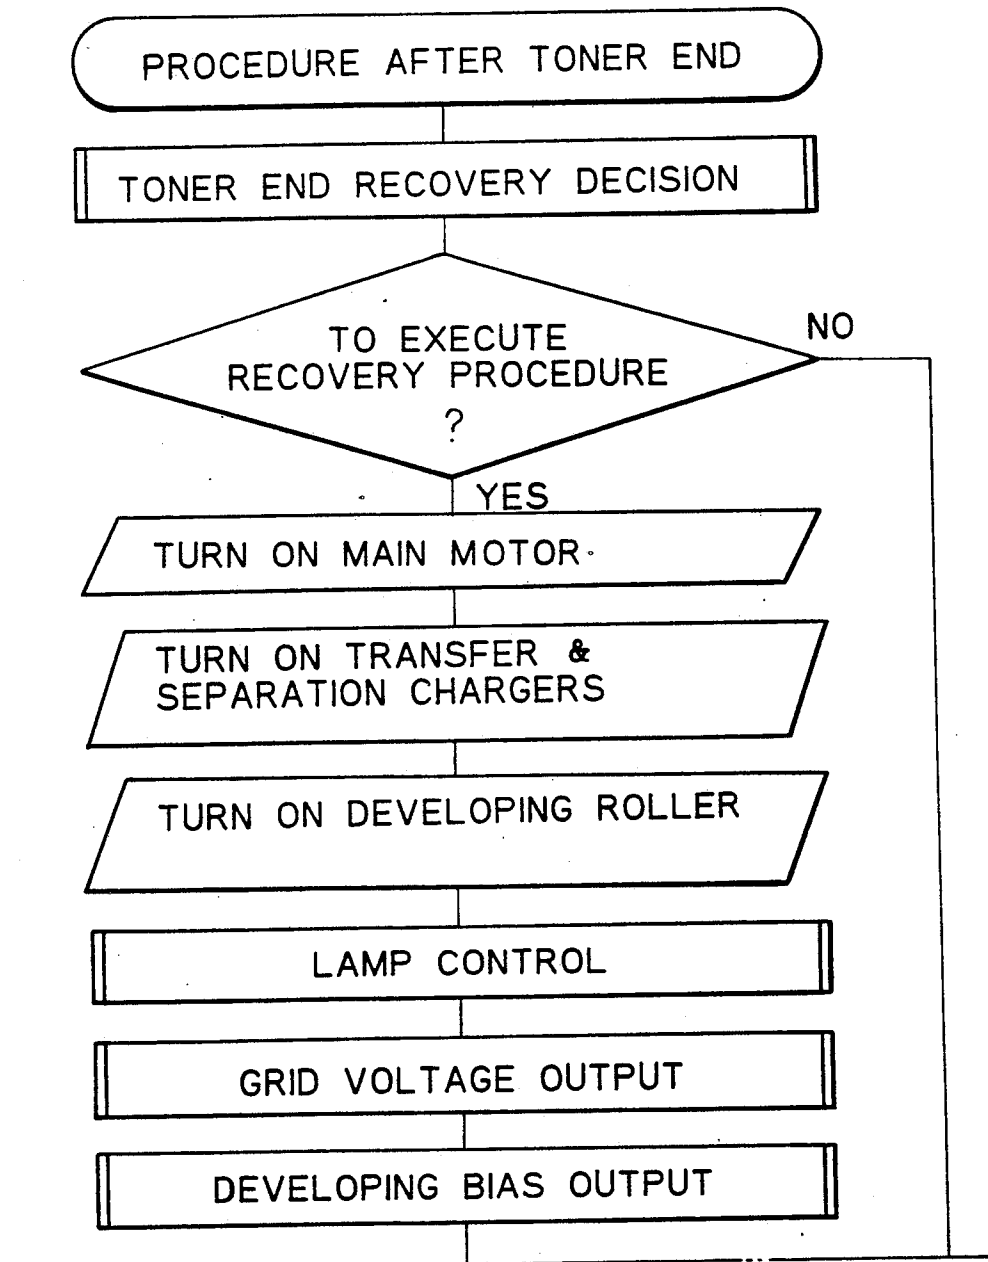 PROCEDURE AFTER TONER END
TONER END RECOVERY DECISION
TO EXECUTE
RECOVERY PROCEDURE
?
NO
YES
TURN ON MAIN MOTOR
TURN ON TRANSFER &
SEPARATION CHARGERS
TURN ON DEVELOPING ROLLER
LAMP CONTROL
GRID VOLTAGE OUTPUT
DEVELOPING BIAS OUTPUT